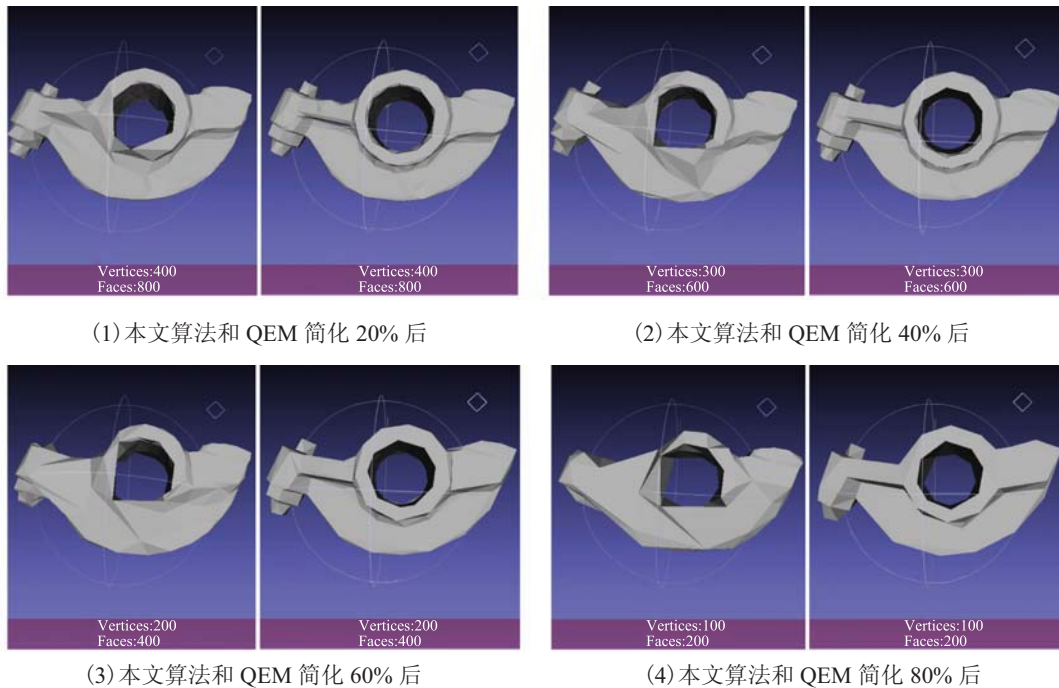 Vertices:400
Faces:800
Vertices:400
Faces:800
Vertices:300
Faces:600
Vertices:300
Faces:600
(1)本文算法和 QEM 简化 20% 后
(2)本文算法和 QEM 简化 40% 后
Vertices:200
Faces:400
Vertices:200
Faces:400
Vertices:100
Faces:200
Vertices:100
Faces:200
(3)本文算法和 QEM 简化 60% 后
(4)本文算法和 QEM 简化 80% 后